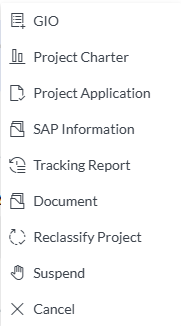 GIO
Project Charter
Project Application
SAP Information
Tracking Report
Document
Reclassify Project
Suspend
Cancel